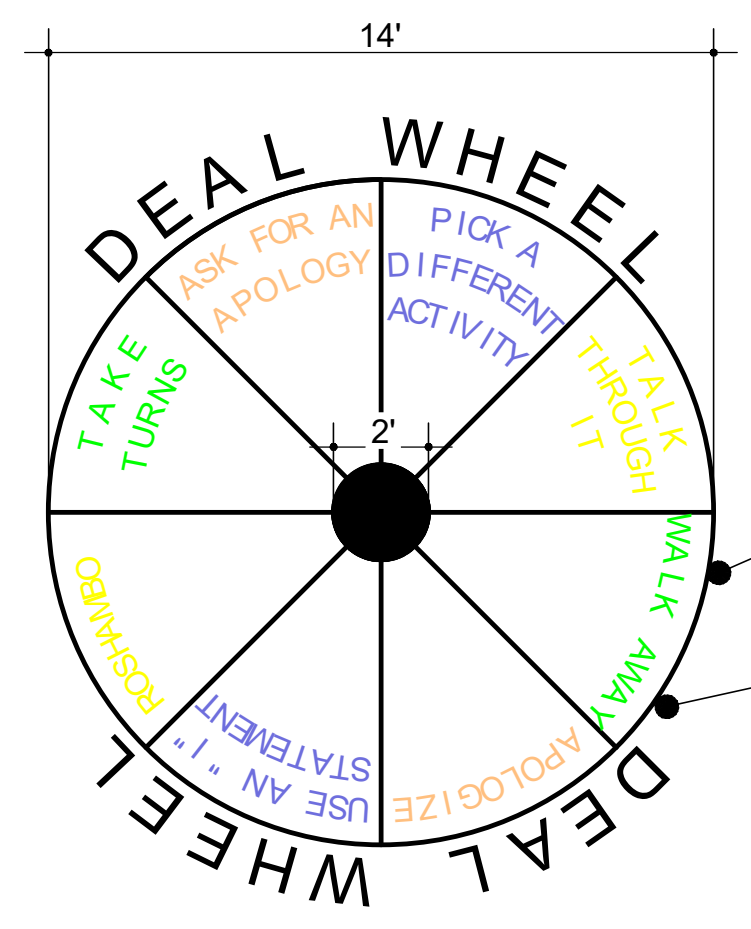 14'
DEAL WHEEL
ASK FOR AN
APOLOGY
PICK A
DIFFERENT
ACTIVITY
TALK
THROUGH
IT
WALK AWAY
APOLOGIZE
USE AN "I"
STATEMENT
ROSHAMBO
TAKE
TURNS
2'
DEAL WHEEL